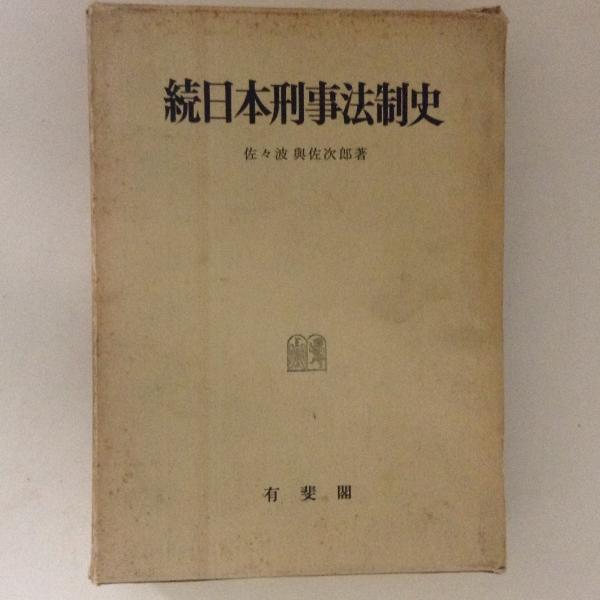 続日本刑事法制史
佐々波 與佐次郎著
有斐閣